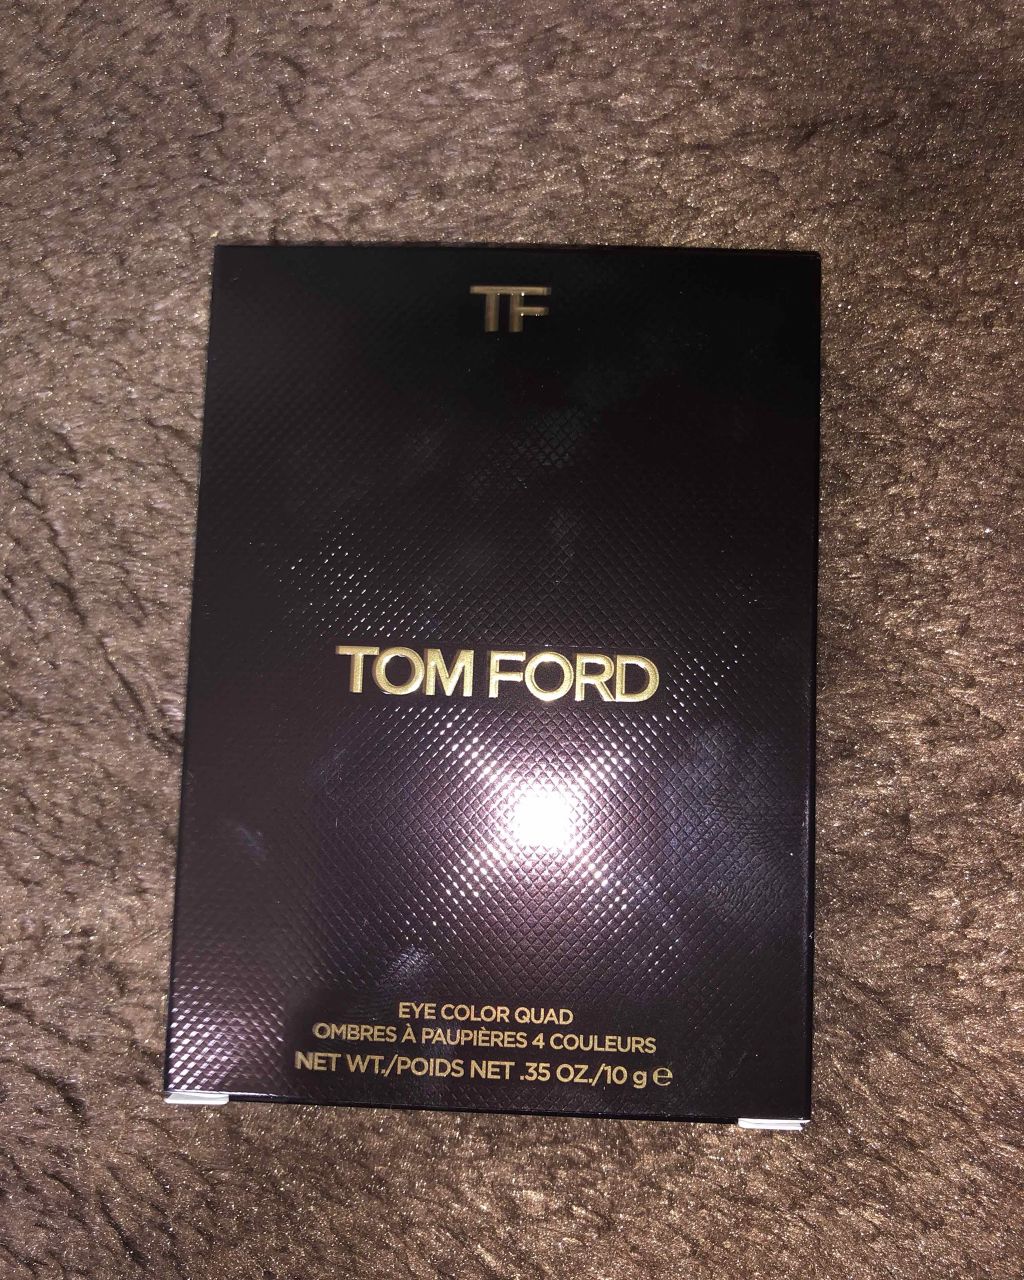 TF
TOM FORD
EYE COLOR QUAD
OMBRES À PAUPIÈRES 4 COULEURS
NET WT./POIDS NET .35 OZ./10 g ℮